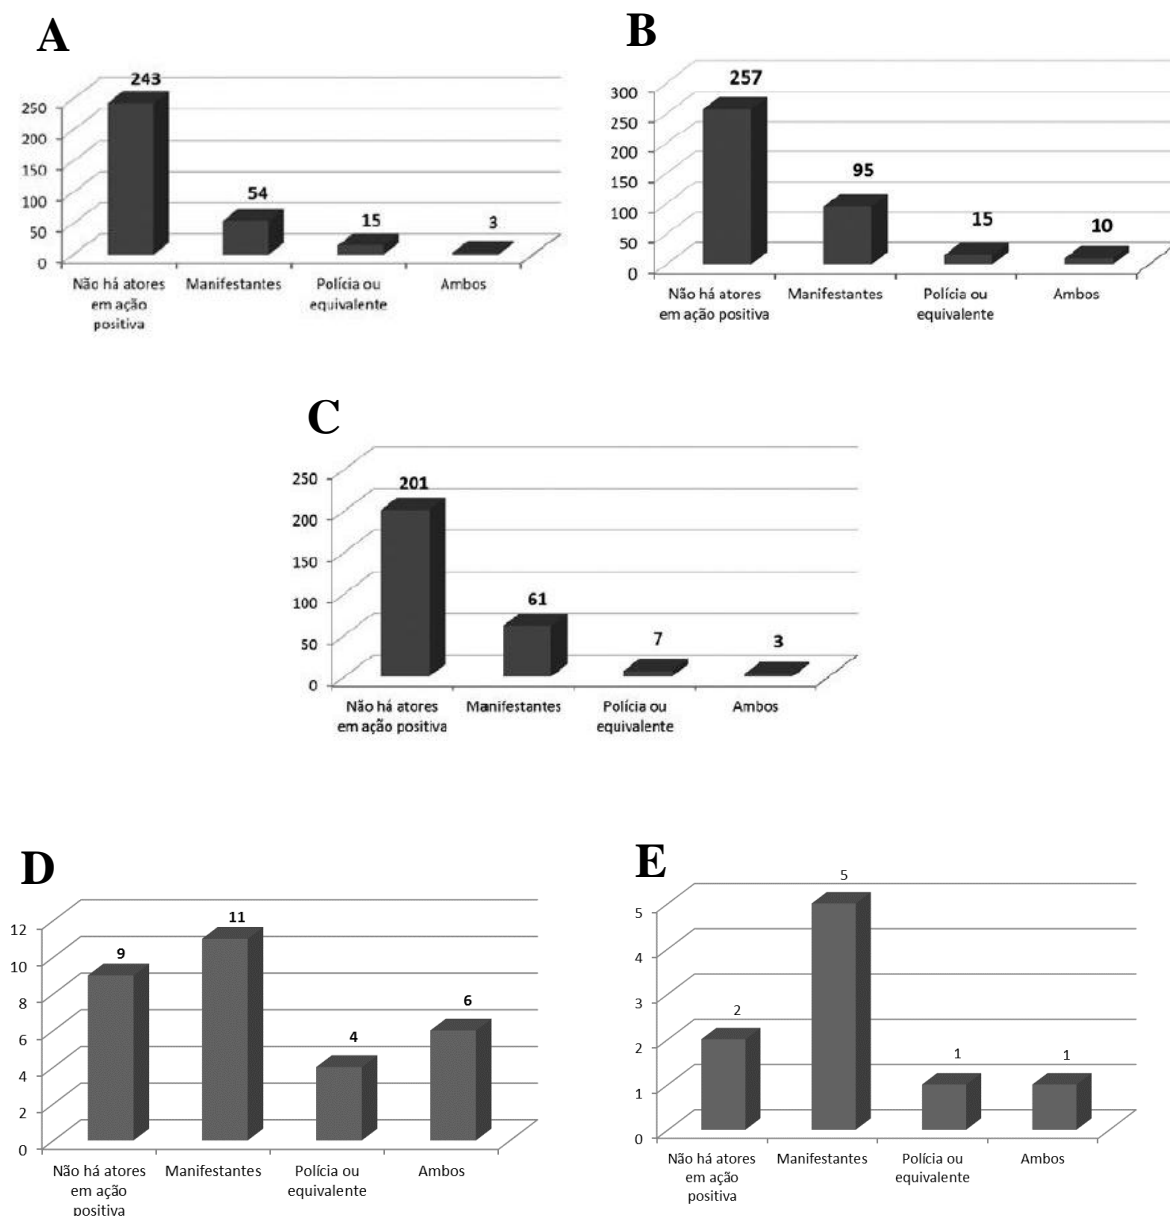 A
243
250
200
150
100
50
0
54
15
3
Não há atores
em ação
positiva
Manifestantes
Polícia ou
equivalente
Ambos
B
257
300
250
200
150
100
50
0
95
15
10
Não há atores
em ação positiva
Manifestantes
Polícia ou
equivalente
Ambos
C
250
200
150
100
50
0
201
61
7
3
Não há atores
em ação positiva
Manifestantes
Polícia ou
equivalente
Ambos
D
12
10
8
6
4
2
0
9
11
4
6
Não há atores
em ação
positiva
Manifestantes
Polícia ou
equivalente
Ambos
E
5
4
3
2
1
0
2
5
1
1
Não há atores
em ação
positiva
Manifestantes
Polícia ou
equivalente
Ambos